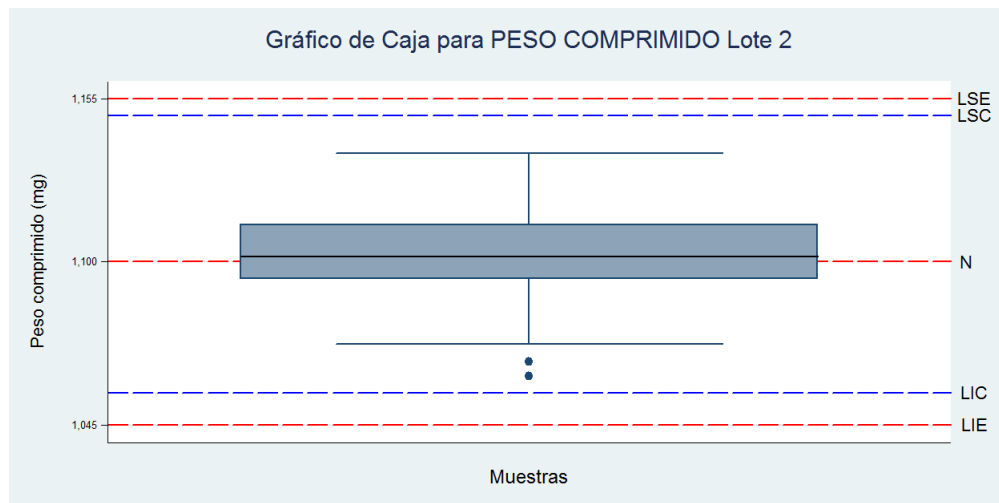 Gráfico de Caja para PESO COMPRIMIDO Lote 2
Peso comprimido (mg)
1,155
1,100
1,045
LSE
LSC
N
LIC
LIE
Muestras